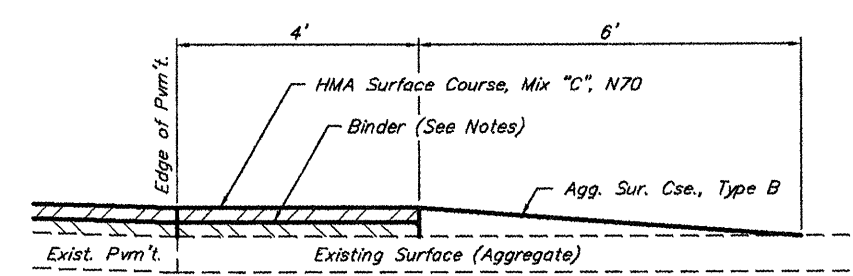 4' 6'
Edge of Pvm't.
HMA Surface Course, Mix "C", N70
Binder (See Notes)
Agg. Sur. Cse., Type B
Exist. Pvm't. Existing Surface (Aggregate)